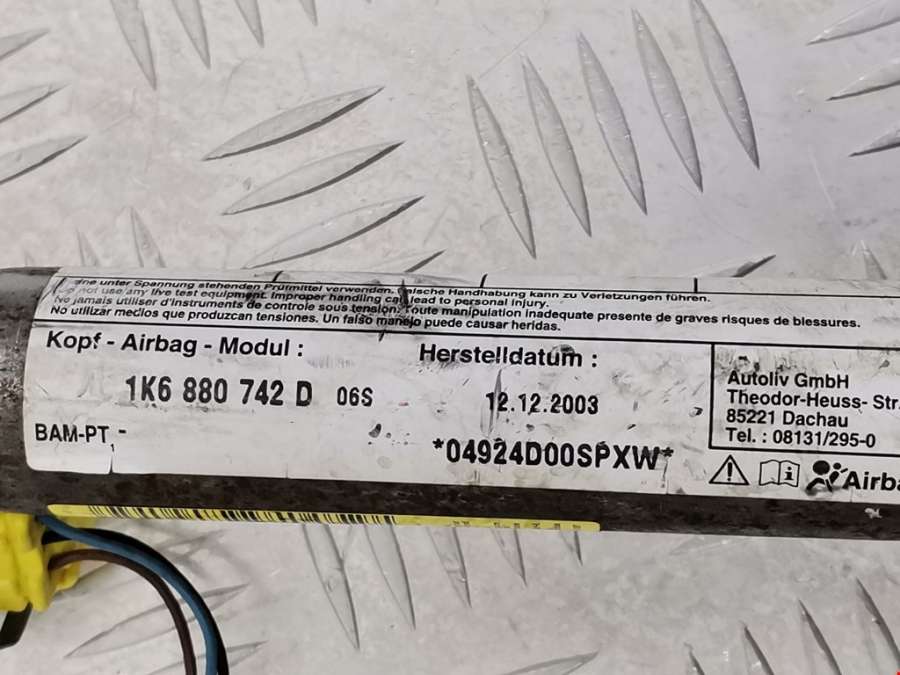 eine unter Spannung stehenden Prüfmittel verwenden. Falsche Handhabung kann zu Verletzungen führen.
Do not use any live test equipment. Improper handling can lead to personal injury.
No jamais utiliser d'instruments de controle sous tension. Toute manipulation inadequate presente de graves risques de blessures.
No utilizar medios que produzcan tensiones. Un falso manejo puede causar heridas.
Kopf - Airbag - Modul :
1K6 880 742 D 06S
BAM-PT -
Herstelldatum :
12.12.2003
*04924D00SPXW*
Autoliv GmbH
Theodor-Heuss- Str.
85221 Dachau
Tel. : 08131/295-0
Airba